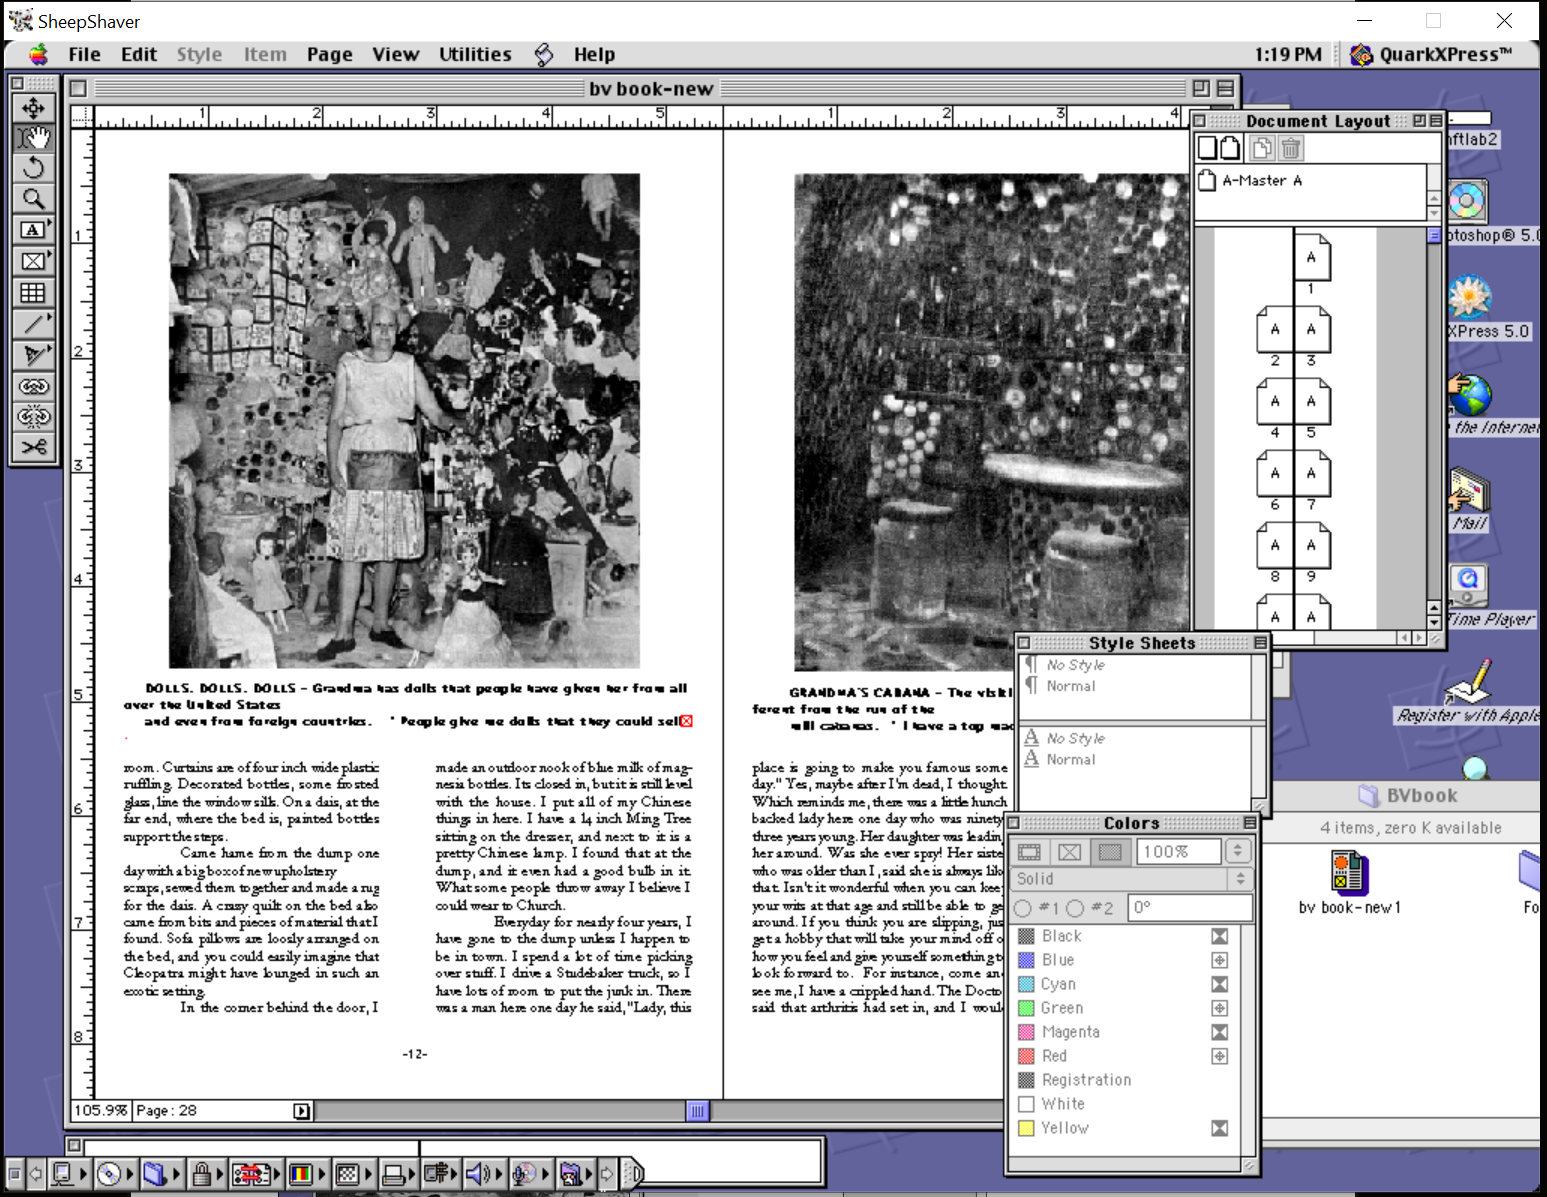 SheepShaver
File Edit Style Item Page View Utilities Help
1:19 PM QuarkXPress™
bv book-new
1 2 3 4 5 1 2 3 4
1
2
3
4
5
6
7
8
DOLLS. DOLLS. DOLLS - Grandma has dolls that people have given her from all
over the United States
and even from foreign countries. " People give me dolls that they could sell
room. Curtains are of four inch wide plastic
ruffling. Decorated bottles, some frosted
glass, line the window sills. On a dais, at the
far end, where the bed is, painted bottles
support the steps.
Came hame from the dump one
day with a big box of new upholstery
scraps, sewed them together and made a rug
for the dais. A crazy quilt on the bed also
came from bits and pieces of material that I
found. Sofa pillows are loosly arranged on
the bed, and you could easily imagine that
Cleopatra might have lounged in such an
exotic setting.
In the corner behind the door, I
made an outdoor nook of blue milk of mag-
nesia bottles. Its closed in, but it is still level
with the house. I put all of my Chinese
things in here. I have a 14 inch Ming Tree
sitting on the dresser, and next to it is a
pretty Chinese lamp. I found that at the
dump, and it even had a good bulb in it.
What some people throw away I believe I
could wear to Church.
Everyday for nearly four years, I
have gone to the dump unless I happen to
be in town. I spend a lot of time picking
over stuff. I drive a Studebaker truck, so I
have lots of room to put the junk in. There
was a man here one day he said, "Lady, this
-12-
GRANDMA'S CABANA - The visi
ferent from the run of the
mill cabanas. " I have a top
place is going to make you famous some
day." Yes, maybe after I'm dead, I thought.
Which reminds me, there was a little hunch
backed lady here one day who was ninety
three years young. Her daughter was leadin
her around. Was she ever spry! Her siste
who was older than I, said she is always lik
that. Isn't it wonderful when you can kee
your wits at that age and still be able to ge
around. If you think you are slipping, jus
get a hobby that will take your mind off o
how you feel and give yourself something to
look forward to. For instance, come an
see me, I have a crippled hand. The Docto
said that arthritis had set in, and I woul
105.9% Page: 28
Document Layout
A-Master A
A
1
A A
2 3
A A
4 5
A A
6 7
A A
8 9
A A
Style Sheets
No Style
Normal
A No Style
A Normal
Colors
100%
Solid
#1 #2 0°
Black
Blue
Cyan
Green
Magenta
Red
Registration
White
Yellow
nftlab2
otoshop® 5.0
XPress 5.0
the Internet
Mail
Time Player
Register with Apple
BVbook
4 items, zero K available
bv book-new1
Fo